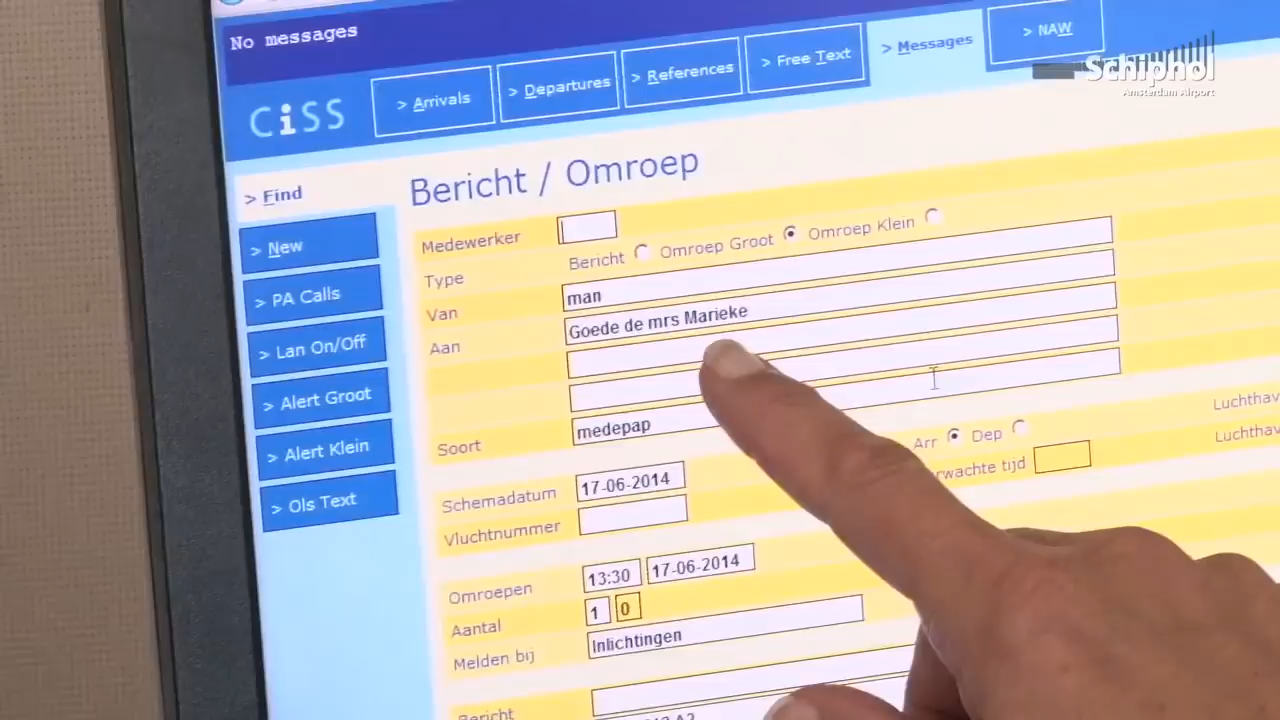 No messages
CiSS
> Arrivals
> Departures
> References
> Free Text
> Messages
> NAW
Schiphol
Amsterdam Airport
> Find
> New
> PA Calls
> Lan On/Off
> Alert Groot
> Alert Klein
> Ols Text
Bericht / Omroep
Medewerker
Type Bericht Omroep Groot Omroep Klein
Van man
Aan Goede de mrs Marieke
Soort medepap
Arr Dep
Schemadatum 17-06-2014
Vluchtnummer
rwachte tijd
Luchthav
Luchthav
Omroepen 13:30 17-06-2014
Aantal 1 0
Melden bij Inlichtingen
Bericht